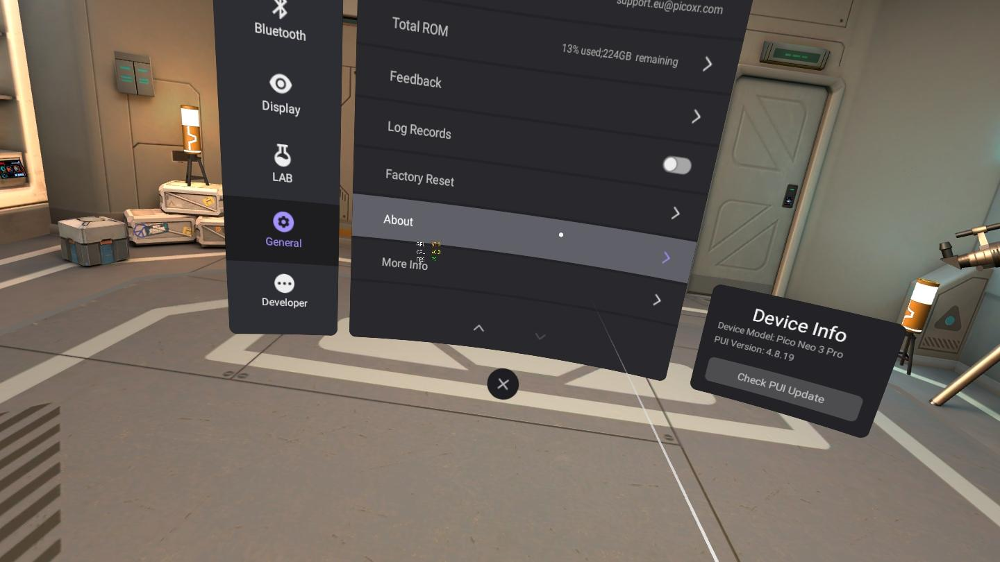 Bluetooth
Display
LAB
General
Developer
support.eu@picoxr.com
Total ROM
13% used;224GB remaining
Feedback
Log Records
Factory Reset
About
More Info
Device Info
Device Model: Pico Neo 3 Pro
PUI Version: 4.8.19
Check PUI Update